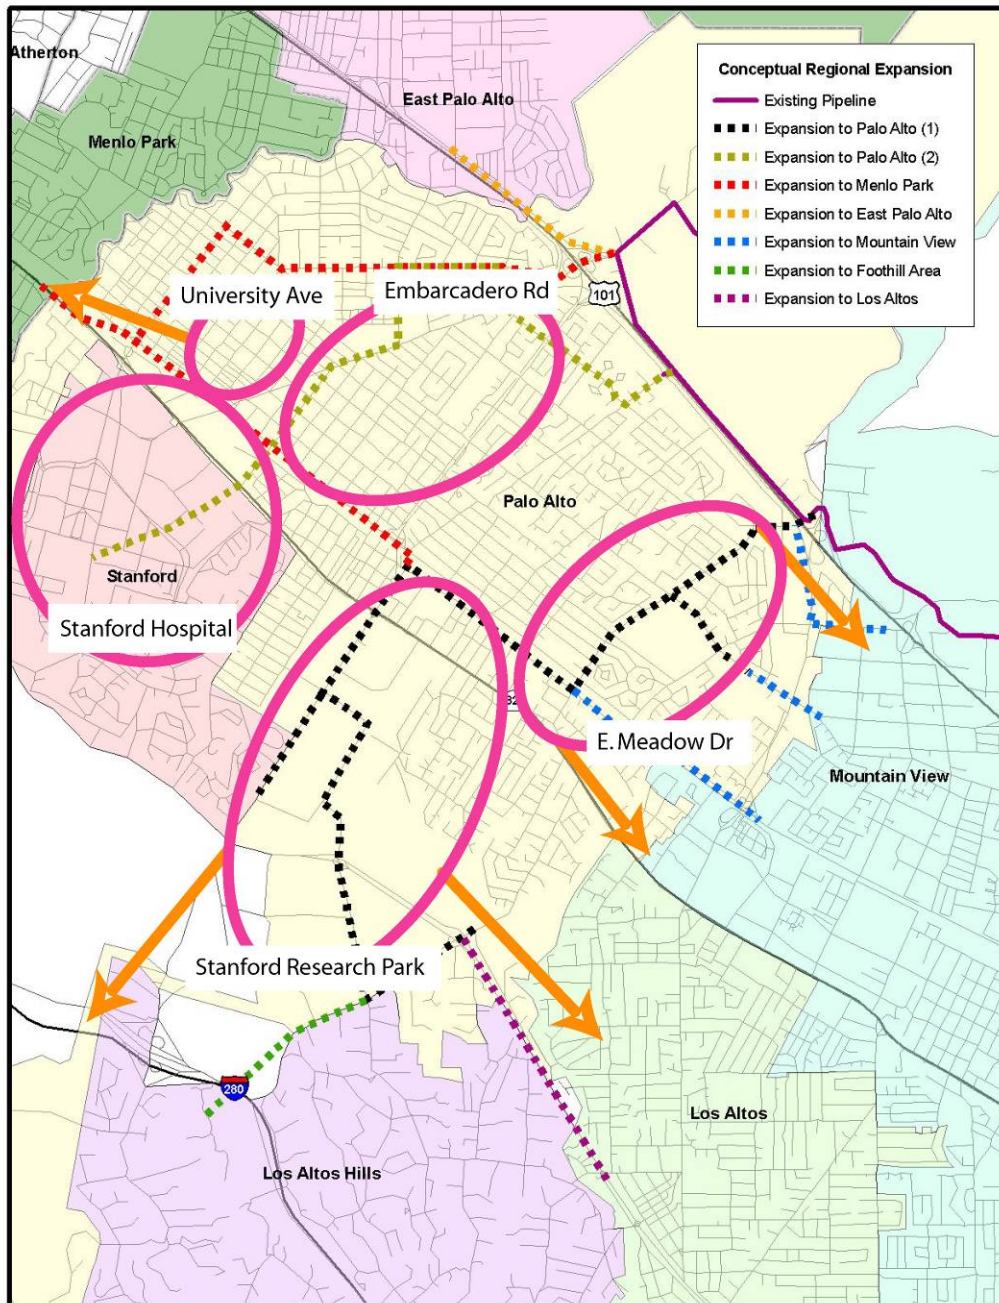 Atherton
Menlo Park
East Palo Alto
Conceptual Regional Expansion
Existing Pipeline
Expansion to Palo Alto (1)
Expansion to Palo Alto (2)
Expansion to Menlo Park
Expansion to East Palo Alto
Expansion to Mountain View
Expansion to Foothill Area
Expansion to Los Altos
University Ave
Embarcadero Rd
101
Palo Alto
Stanford
Stanford Hospital
E. Meadow Dr
Mountain View
Stanford Research Park
280
Los Altos
Los Altos Hills